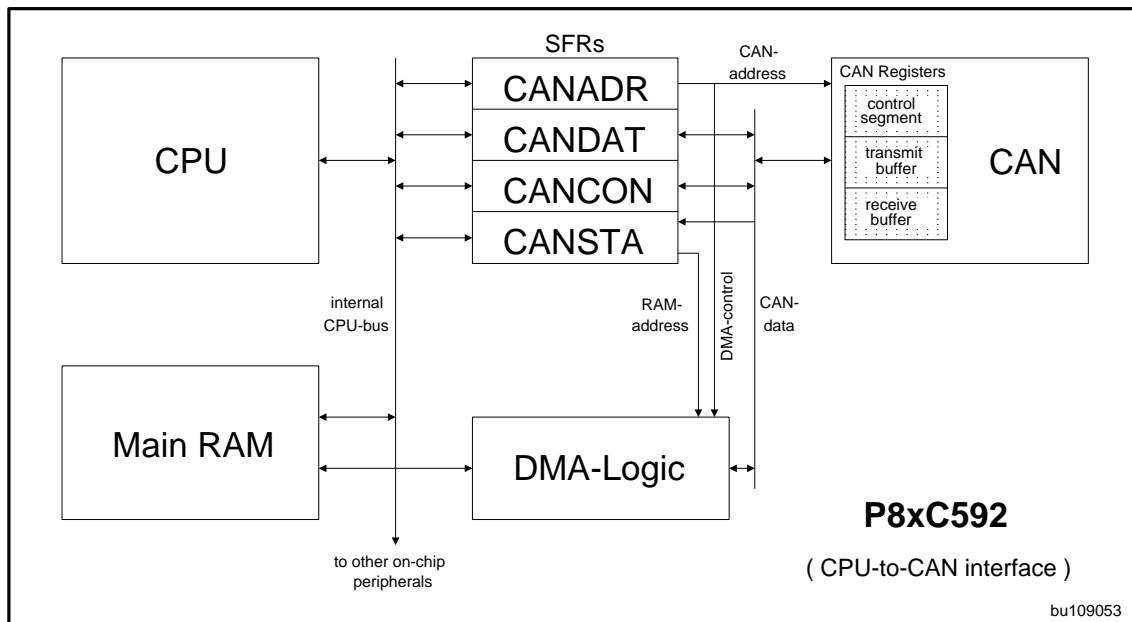 SFRs
CAN-
address
CPU
CANADR
CANDAT
CANCON
CANSTA
CAN Registers
control
segment
transmit
buffer
receive
buffer
CAN
internal
CPU-bus
RAM-
address
DMA-control
CAN-
data
Main RAM
DMA-Logic
to other on-chip
peripherals
P8xC592
( CPU-to-CAN interface )
bu109053